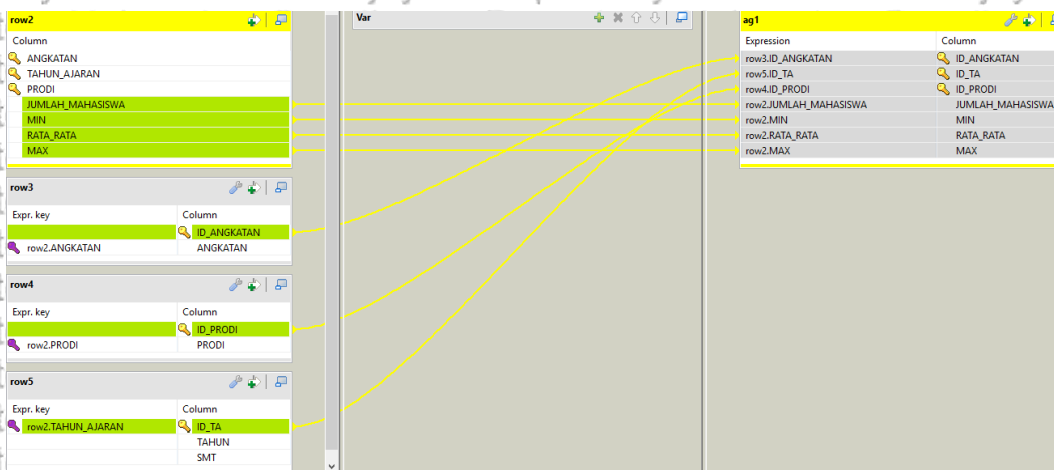 row2
Column
ANGKATAN
TAHUN_AJARAN
PRODI
JUMLAH_MAHASISWA
MIN
RATA_RATA
MAX
row3
Expr. key Column
ID_ANGKATAN
row2.ANGKATAN ANGKATAN
row4
Expr. key Column
ID_PRODI
row2.PRODI PRODI
row5
Expr. key Column
row2.TAHUN_AJARAN ID_TA
TAHUN
SMT
Var
ag1
Expression Column
row3.ID_ANGKATAN ID_ANGKATAN
row5.ID_TA ID_TA
row4.ID_PRODI ID_PRODI
row2.JUMLAH_MAHASISWA JUMLAH_MAHASISWA
row2.MIN MIN
row2.RATA_RATA RATA_RATA
row2.MAX MAX